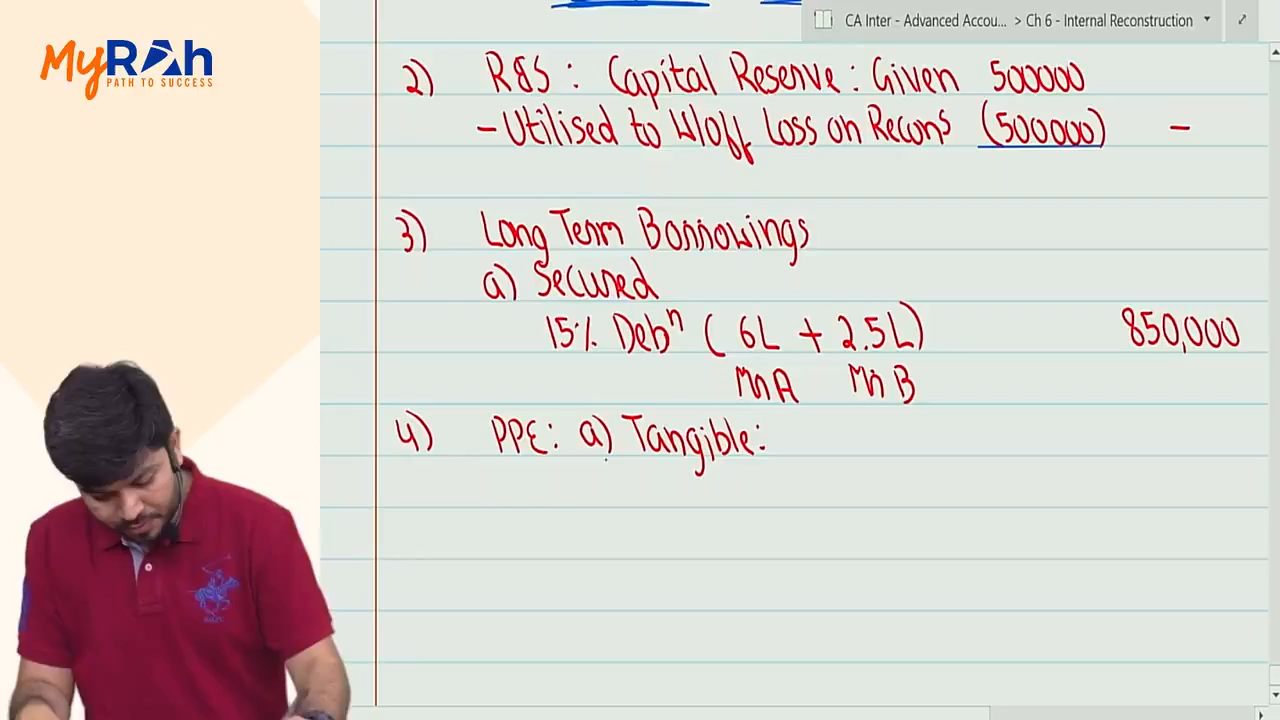 MyRAh
PATH TO SUCCESS
CA Inter - Advanced Accou... > Ch 6 - Internal Reconstruction
2) R&S : Capital Reserve : Given 500000
- Utilised to W/off Loss on Recons (500000) -
3) Long Term Borrowings
a) Secured
15% Debⁿ ( 6L + 2.5L) 850,000
Mr A Mr B
4) PPE: a) Tangible: